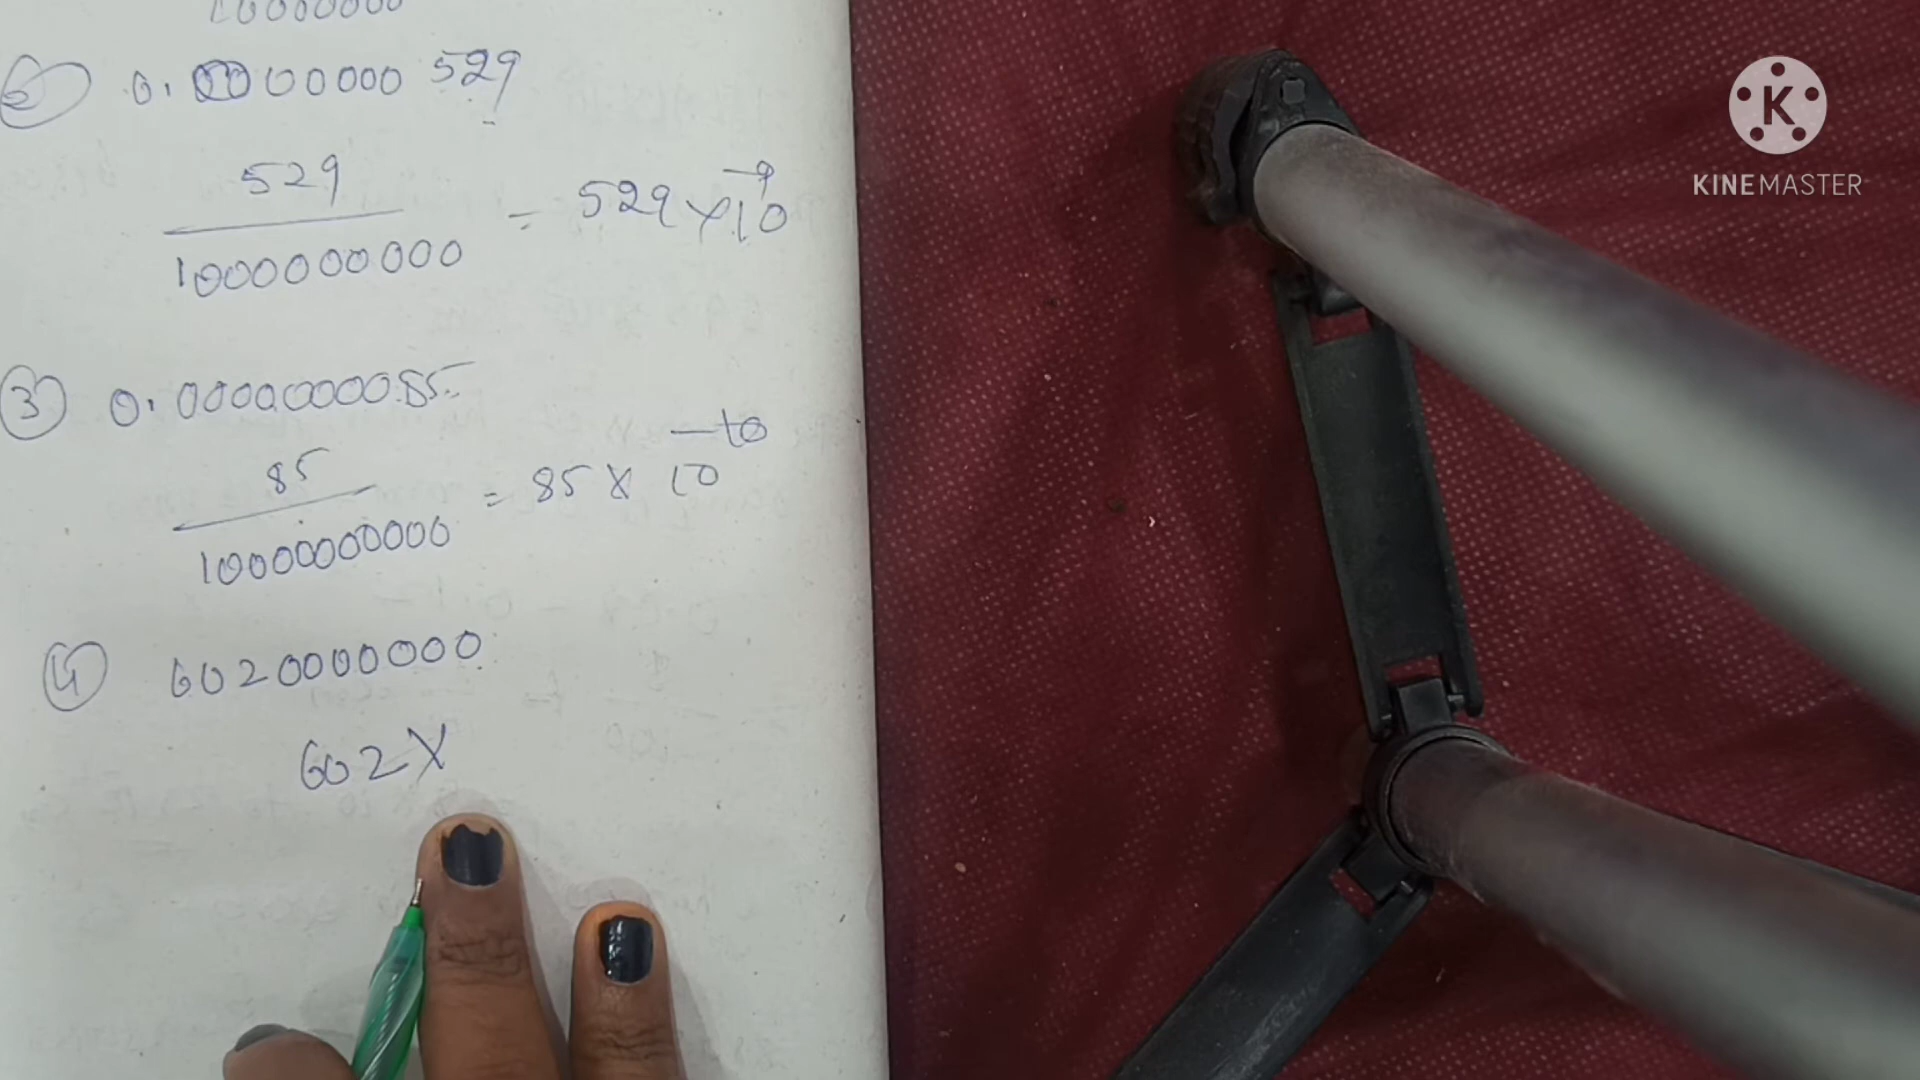 10000000
② 0.0000000529
529
1000000000 = 529 × 10⁻⁹
③ 0.0000000085
85
10000000000 = 85 × 10⁻¹⁰
④ 6020000000
602 X
K
KINEMASTER